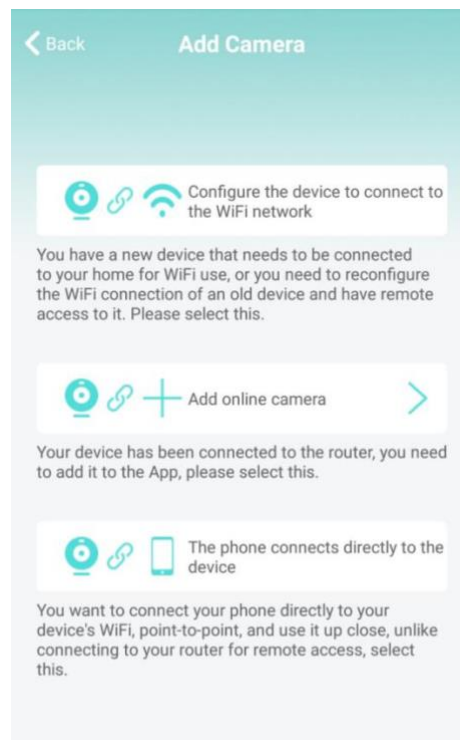 Back
Add Camera
Configure the device to connect to
the WiFi network
You have a new device that needs to be connected
to your home for WiFi use, or you need to reconfigure
the WiFi connection of an old device and have remote
access to it. Please select this.
Add online camera
Your device has been connected to the router, you need
to add it to the App, please select this.
The phone connects directly to the
device
You want to connect your phone directly to your
device's WiFi, point-to-point, and use it up close, unlike
connecting to your router for remote access, select
this.